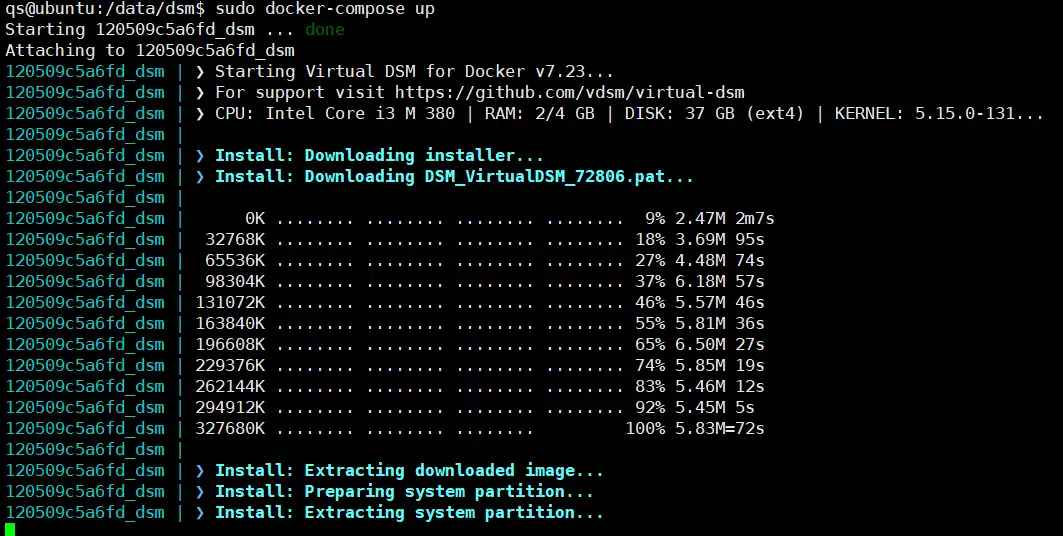 qs@ubuntu:/data/dsm$ sudo docker-compose up
Starting 120509c5a6fd_dsm ... done
Attaching to 120509c5a6fd_dsm
120509c5a6fd_dsm | ❯ Starting Virtual DSM for Docker v7.23...
120509c5a6fd_dsm | ❯ For support visit https://github.com/vdsm/virtual-dsm
120509c5a6fd_dsm | ❯ CPU: Intel Core i3 M 380 | RAM: 2/4 GB | DISK: 37 GB (ext4) | KERNEL: 5.15.0-131...
120509c5a6fd_dsm |
120509c5a6fd_dsm | ❯ Install: Downloading installer...
120509c5a6fd_dsm | ❯ Install: Downloading DSM_VirtualDSM_72806.pat...
120509c5a6fd_dsm |
120509c5a6fd_dsm |      0K ........ ........ ........ ........  9% 2.47M 2m7s
120509c5a6fd_dsm |  32768K ........ ........ ........ ........ 18% 3.69M 95s
120509c5a6fd_dsm |  65536K ........ ........ ........ ........ 27% 4.48M 74s
120509c5a6fd_dsm |  98304K ........ ........ ........ ........ 37% 6.18M 57s
120509c5a6fd_dsm | 131072K ........ ........ ........ ........ 46% 5.57M 46s
120509c5a6fd_dsm | 163840K ........ ........ ........ ........ 55% 5.81M 36s
120509c5a6fd_dsm | 196608K ........ ........ ........ ........ 65% 6.50M 27s
120509c5a6fd_dsm | 229376K ........ ........ ........ ........ 74% 5.85M 19s
120509c5a6fd_dsm | 262144K ........ ........ ........ ........ 83% 5.46M 12s
120509c5a6fd_dsm | 294912K ........ ........ ........ ........ 92% 5.45M 5s
120509c5a6fd_dsm | 327680K ........ ........ ........         100% 5.83M=72s
120509c5a6fd_dsm |
120509c5a6fd_dsm | ❯ Install: Extracting downloaded image...
120509c5a6fd_dsm | ❯ Install: Preparing system partition...
120509c5a6fd_dsm | ❯ Install: Extracting system partition...